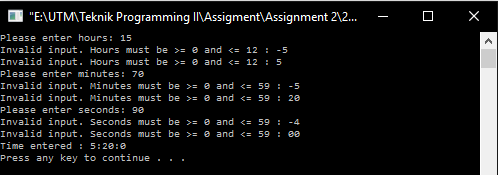 "E:\UTM\Teknik Programming II\Assigment\Assignment 2\2...
Please enter hours: 15
Invalid input. Hours must be >= 0 and <= 12 : -5
Invalid input. Hours must be >= 0 and <= 12 : 5
Please enter minutes: 70
Invalid input. Minutes must be >= 0 and <= 59 : -5
Invalid input. Minutes must be >= 0 and <= 59 : 20
Please enter seconds: 90
Invalid input. Seconds must be >= 0 and <= 59 : -4
Invalid input. Seconds must be >= 0 and <= 59 : 00
Time entered : 5:20:0
Press any key to continue . . .